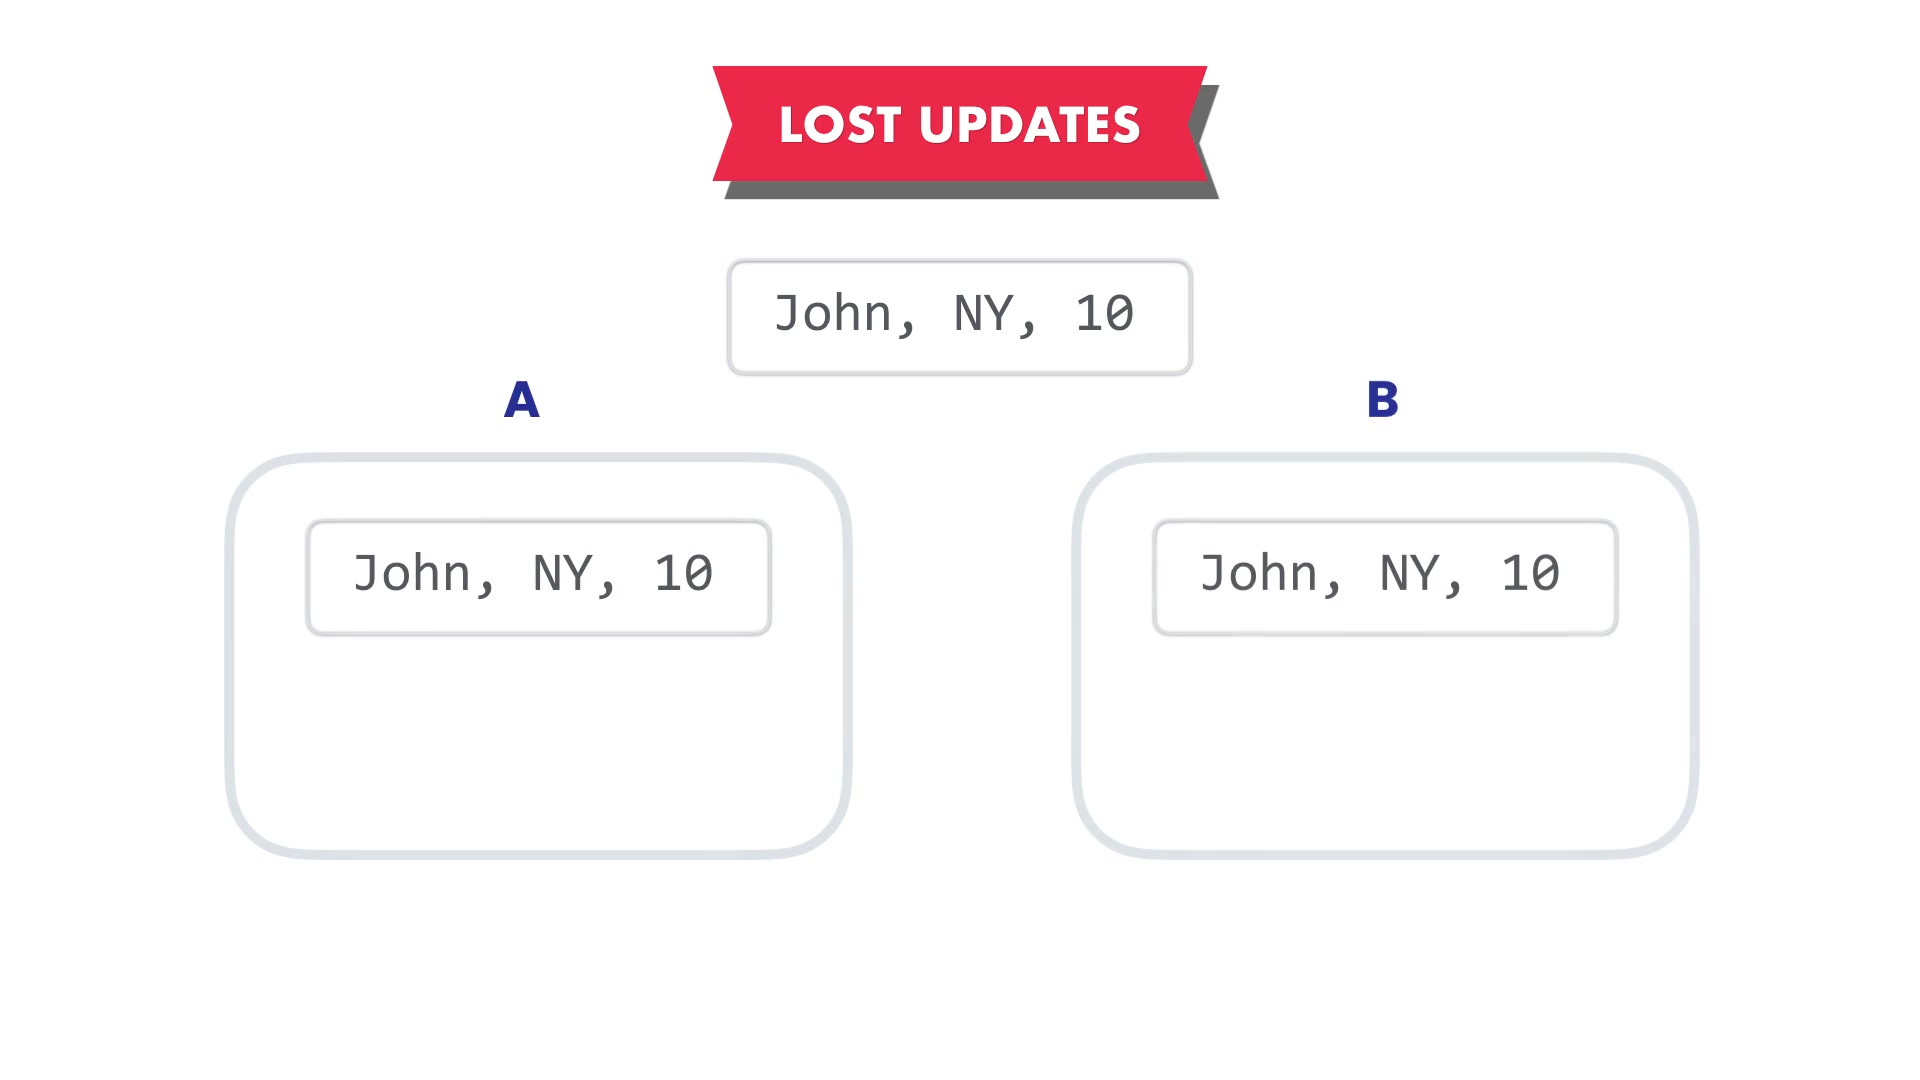 LOST UPDATES
John, NY, 10
A
B
John, NY, 10
John, NY, 10